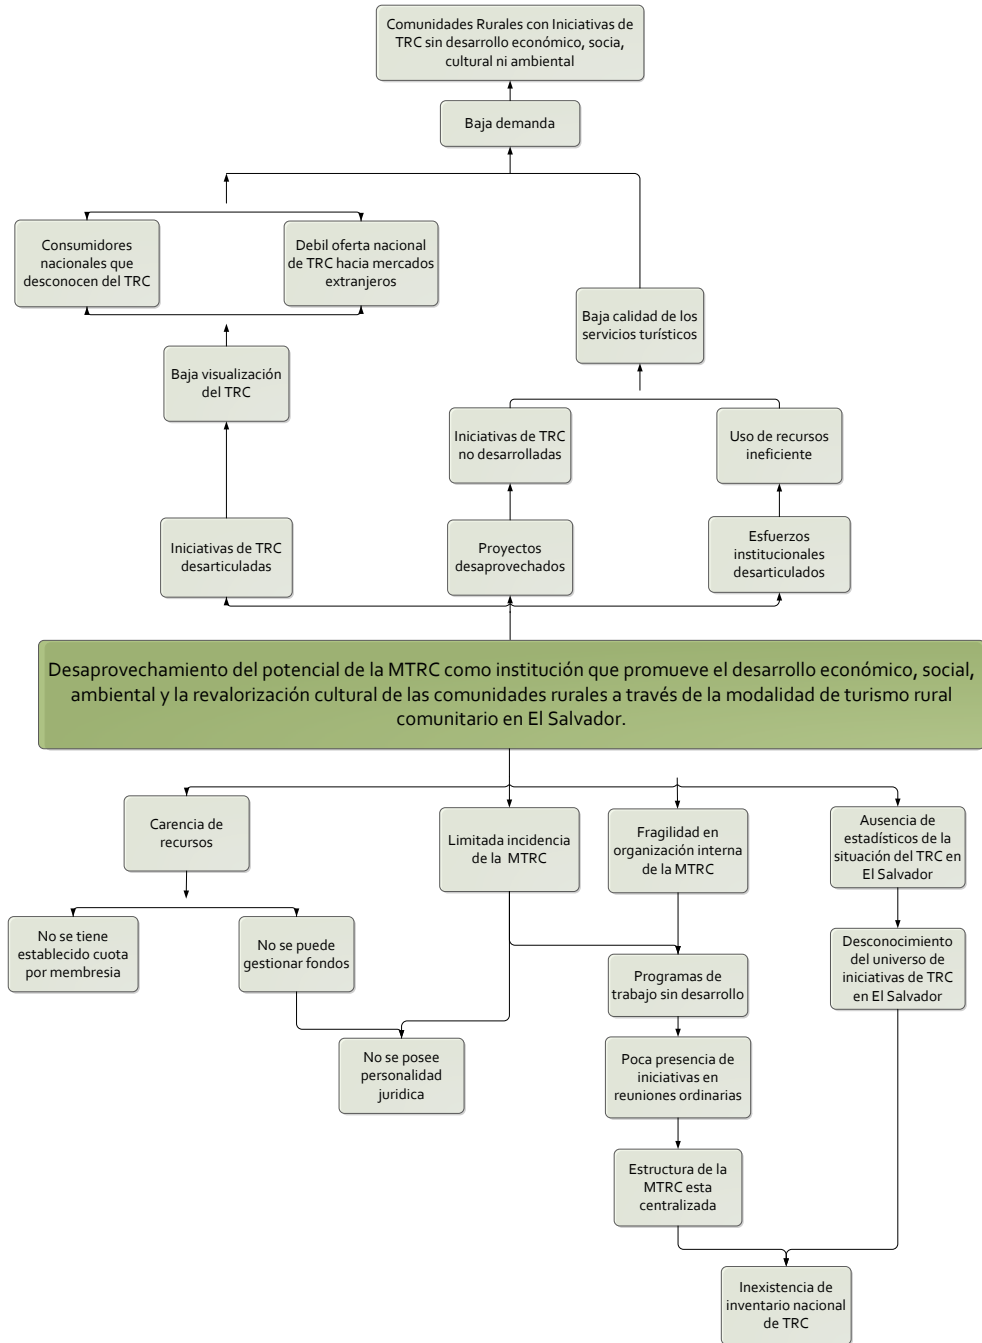 Comunidades Rurales con Iniciativas de
TRC sin desarrollo económico, socia,
cultural ni ambiental
Baja demanda
Consumidores
nacionales que
desconocen del TRC
Debil oferta nacional
de TRC hacia mercados
extranjeros
Baja calidad de los
servicios turísticos
Baja visualización
del TRC
Iniciativas de TRC
no desarrolladas
Uso de recursos
ineficiente
Iniciativas de TRC
desarticuladas
Proyectos
desaprovechados
Esfuerzos
institucionales
desarticulados
Desaprovechamiento del potencial de la MTRC como institución que promueve el desarrollo económico, social,
ambiental y la revalorización cultural de las comunidades rurales a través de la modalidad de turismo rural
comunitario en El Salvador.
Carencia de
recursos
Limitada incidencia
de la MTRC
Fragilidad en
organización interna
de la MTRC
Ausencia de
estadísticos de la
situación del TRC en
El Salvador
No se tiene
establecido cuota
por membresia
No se puede
gestionar fondos
Programas de
trabajo sin desarrollo
Desconocimiento
del universo de
iniciativas de TRC
en El Salvador
No se posee
personalidad
juridica
Poca presencia de
iniciativas en
reuniones ordinarias
Estructura de la
MTRC esta
centralizada
Inexistencia de
inventario nacional
de TRC